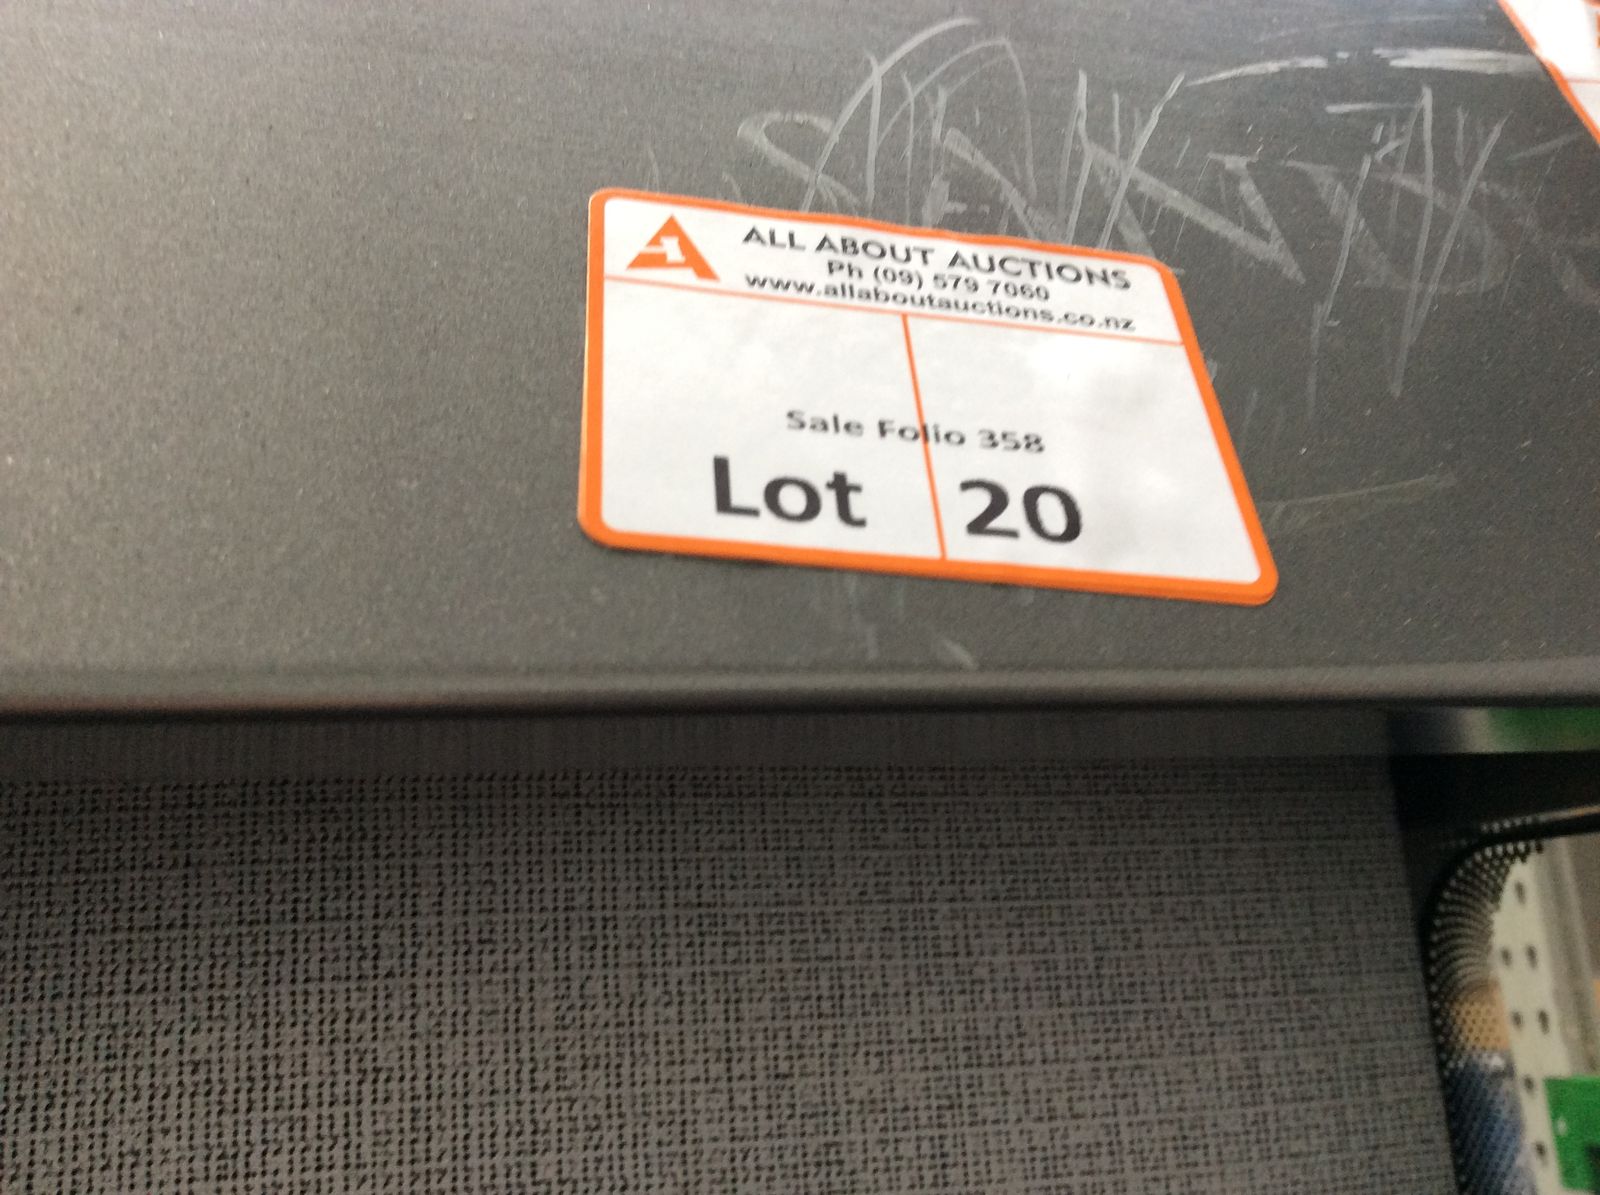 ALL ABOUT AUCTIONS
Ph (09) 579 7060
www.allaboutauctions.co.nz
Sale Folio 358
Lot 20